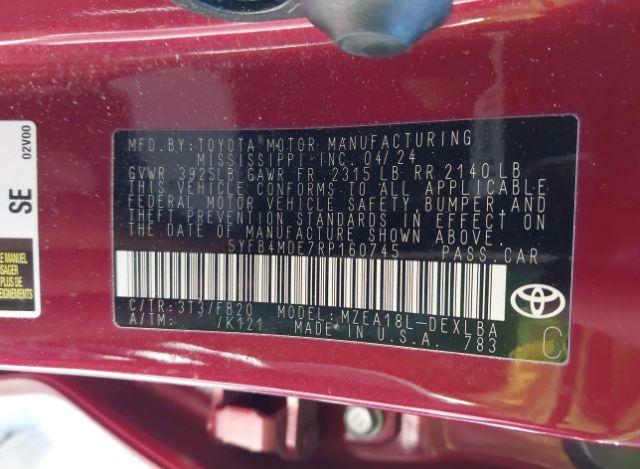 MFD.BY:TOYOTA MOTOR MANUFACTURING
MISSISSIPPI INC. 04/24
GVWR 3925LB GAWR FR 2315 LB RR 2140 LB
THIS VEHICLE CONFORMS TO ALL APPLICABLE
FEDERAL MOTOR VEHICLE SAFETY, BUMPER, AND
THEFT PREVENTION STANDARDS IN EFFECT ON
THE DATE OF MANUFACTURE SHOWN ABOVE.
5YFB4MDE7RP160745 PASS.CAR
C/TR:3T3/FB20 MODEL:MZEA18L-DEXLBA
A/TM: /K121 MADE IN U.S.A. 783
C
SE 02V00
MANUAL